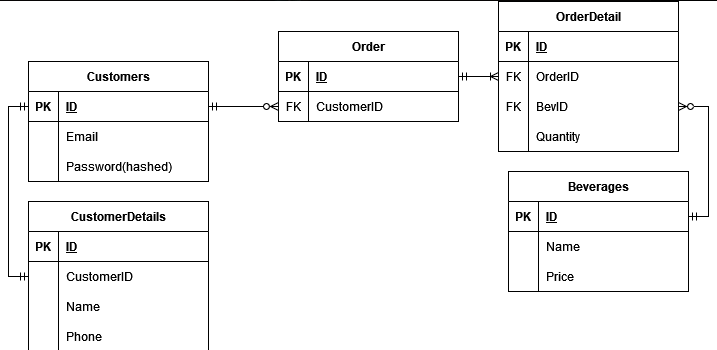 Customers
PK ID
Email
Password(hashed)
CustomerDetails
PK ID
CustomerID
Name
Phone
Order
PK ID
FK CustomerID
OrderDetail
PK ID
FK OrderID
FK BevID
Quantity
Beverages
PK ID
Name
Price